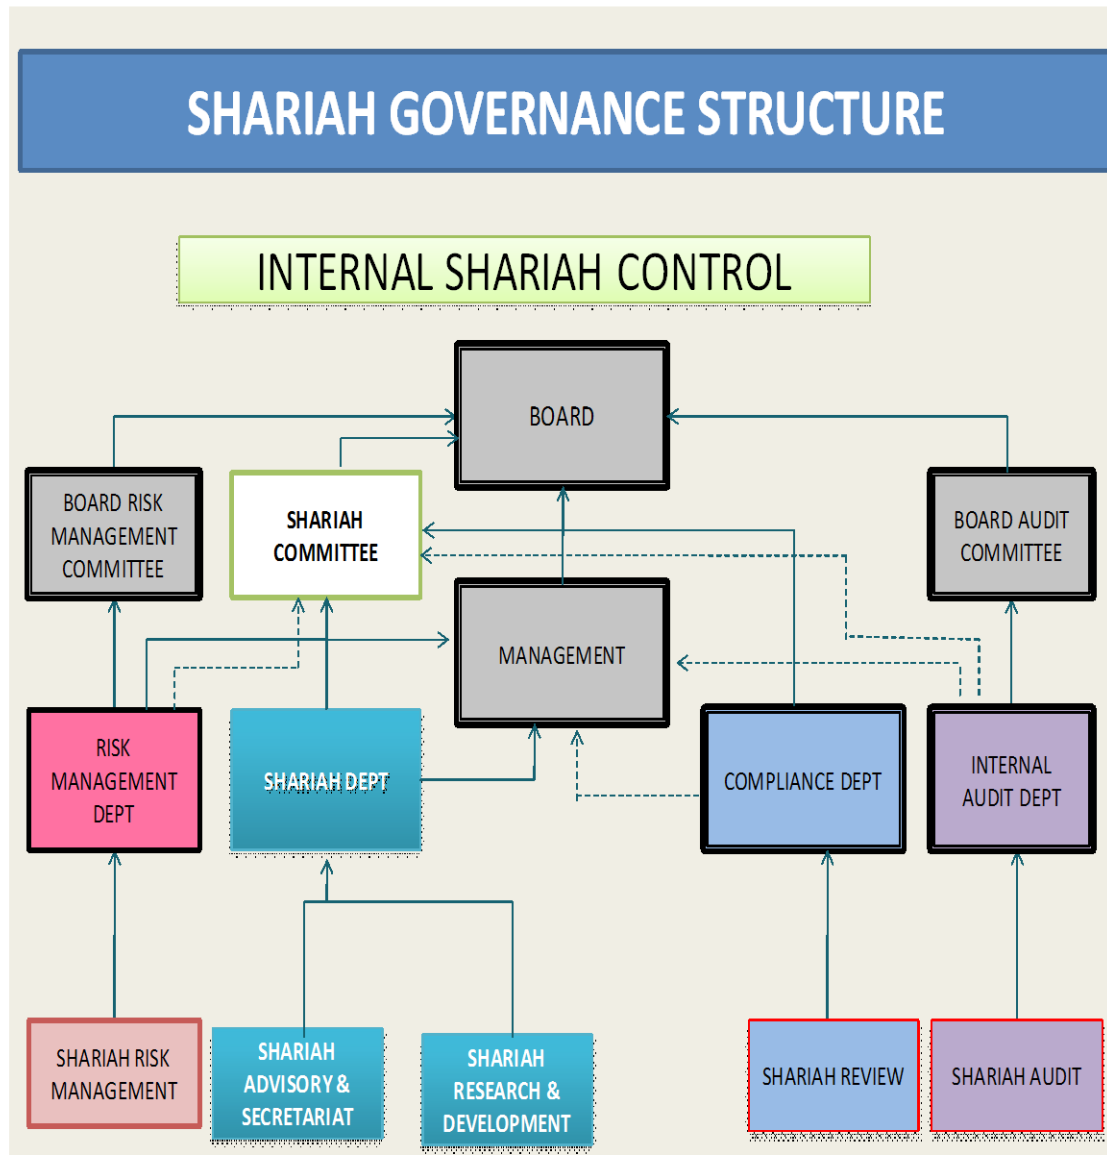 SHARIAH GOVERNANCE STRUCTURE
INTERNAL SHARIAH CONTROL
BOARD
BOARD RISK
MANAGEMENT
COMMITTEE
SHARIAH
COMMITTEE
BOARD AUDIT
COMMITTEE
MANAGEMENT
RISK
MANAGEMENT
DEPT
SHARIAH DEPT
COMPLIANCE DEPT
INTERNAL
AUDIT DEPT
SHARIAH RISK
MANAGEMENT
SHARIAH
ADVISORY &
SECRETARIAT
SHARIAH
RESEARCH &
DEVELOPMENT
SHARIAH REVIEW
SHARIAH AUDIT